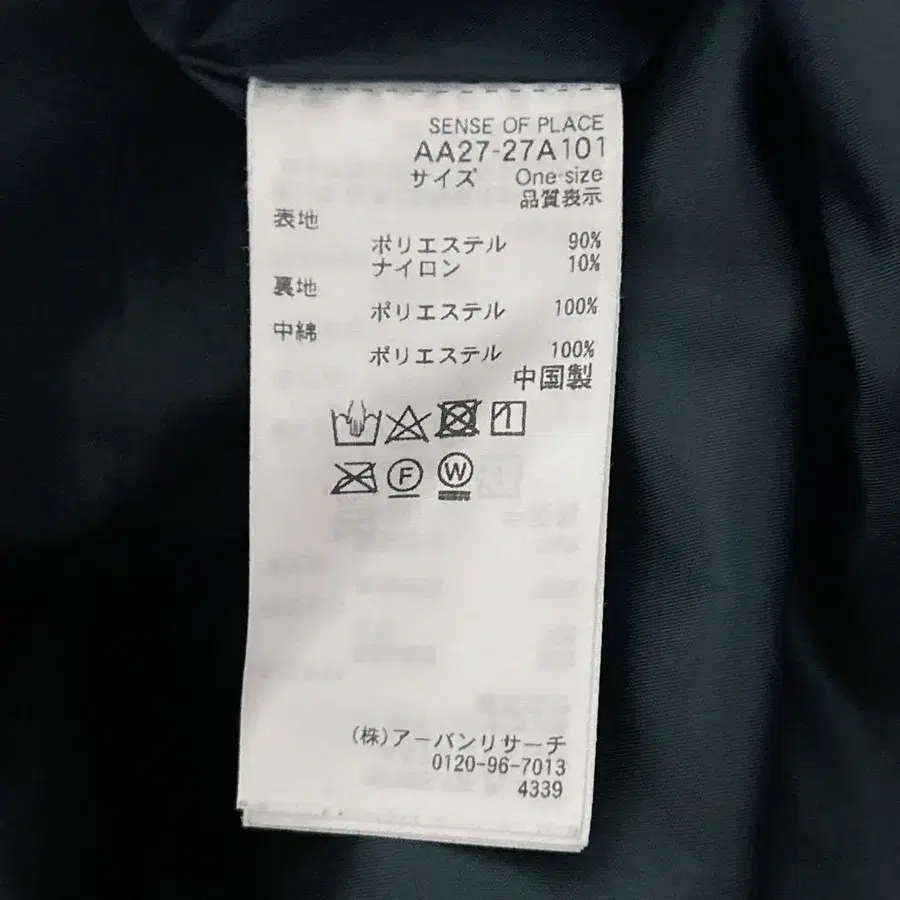 SENSE OF PLACE
AA27-27A101
サイズ One size
品質表示
表地
ポリエステル 90%
ナイロン 10%
裏地
ポリエステル 100%
中綿
ポリエステル 100%
中国製
F W
(株)アーバンリサーチ
0120-96-7013
4339